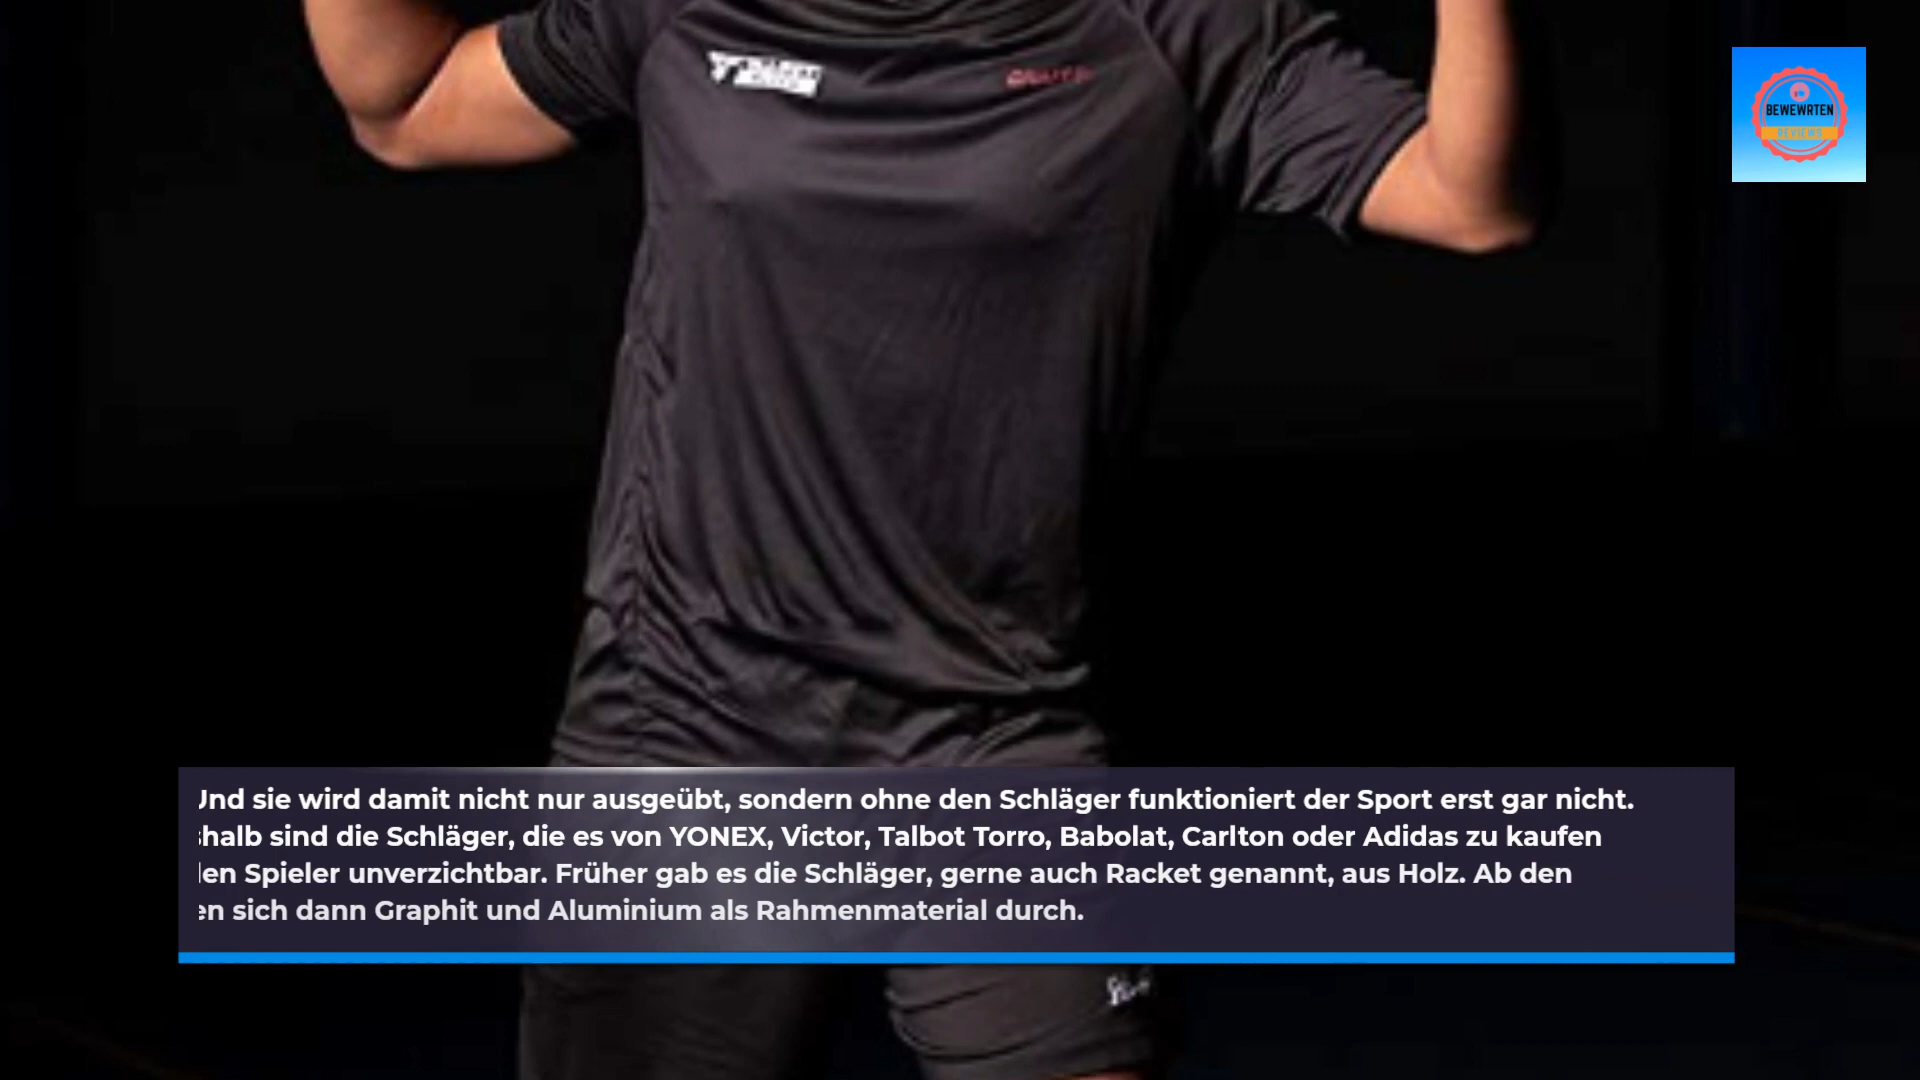 BEWEWRTEN
REVIEWS
Und sie wird damit nicht nur ausgeübt, sondern ohne den Schläger funktioniert der Sport erst gar nicht.
shalb sind die Schläger, die es von YONEX, Victor, Talbot Torro, Babolat, Carlton oder Adidas zu kaufen
len Spieler unverzichtbar. Früher gab es die Schläger, gerne auch Racket genannt, aus Holz. Ab den
en sich dann Graphit und Aluminium als Rahmenmaterial durch.